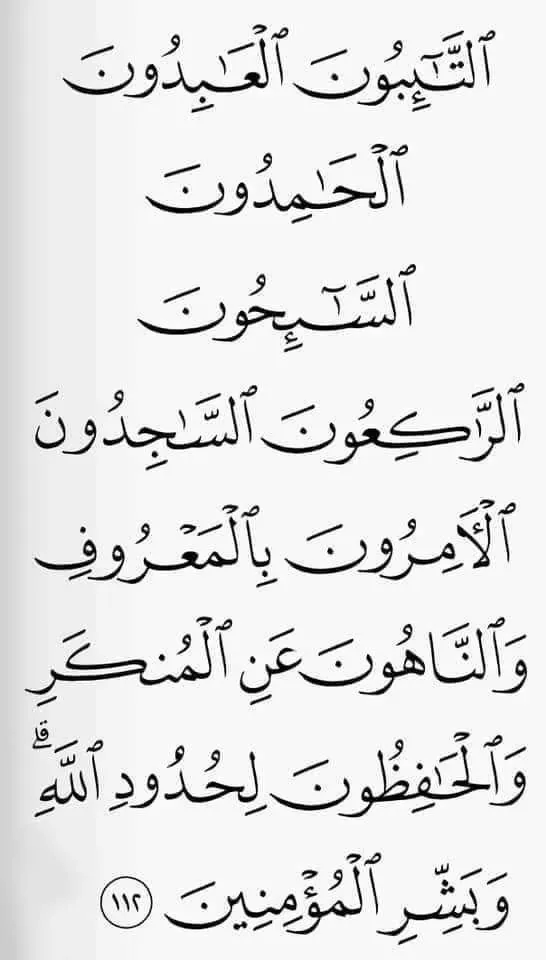 ٱلتَّٰٓئِبُونَ ٱلْعَٰبِدُونَ
ٱلْحَٰمِدُونَ
ٱلسَّٰٓئِحُونَ
ٱلرَّٰكِعُونَ ٱلسَّٰجِدُونَ
ٱلْأَمِرُونَ بِٱلْمَعْرُوفِ
وَٱلنَّاهُونَ عَنِ ٱلْمُنكَرِ
وَٱلْحَٰفِظُونَ لِحُدُودِ ٱللَّهِۗ
وَبَشِّرِ ٱلْمُؤْمِنِينَ ١١٢